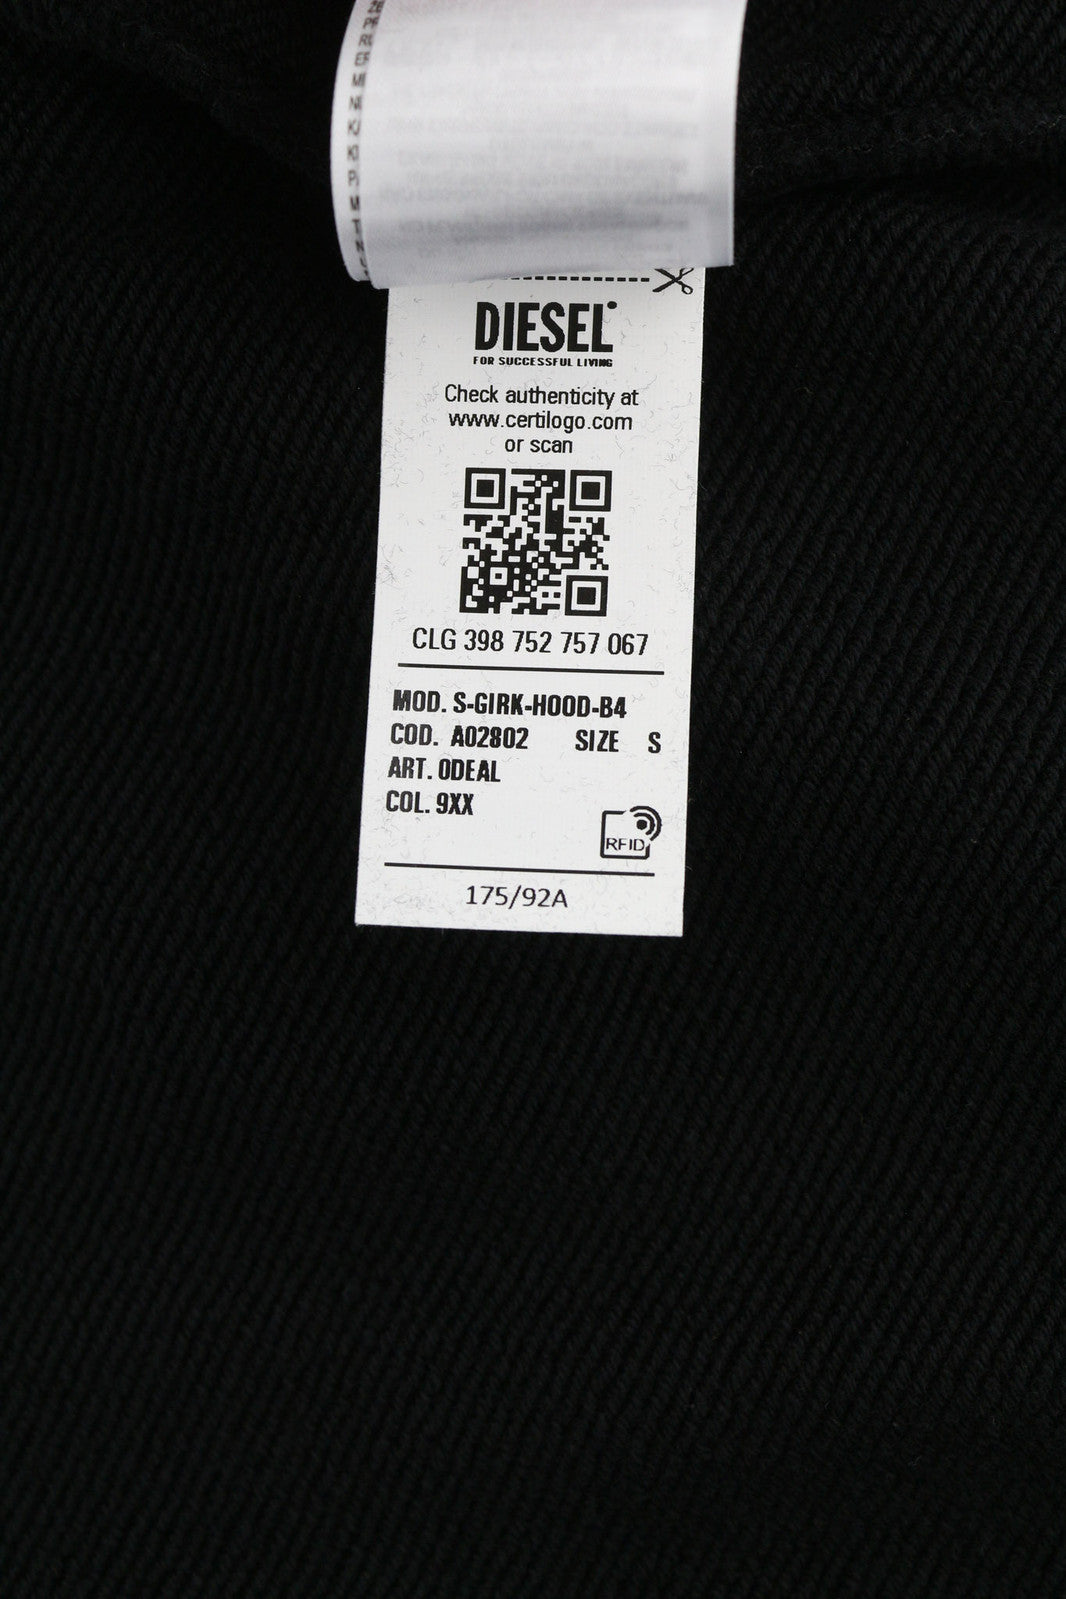 DIESEL
FOR SUCCESSFUL LIVING
Check authenticity at
www.certilogo.com
or scan
CLG 398 752 757 067
MOD. S-GIRK-HOOD-B4
COD. A02802 SIZE S
ART. 0DEAL
COL. 9XX
RFID
175/92A